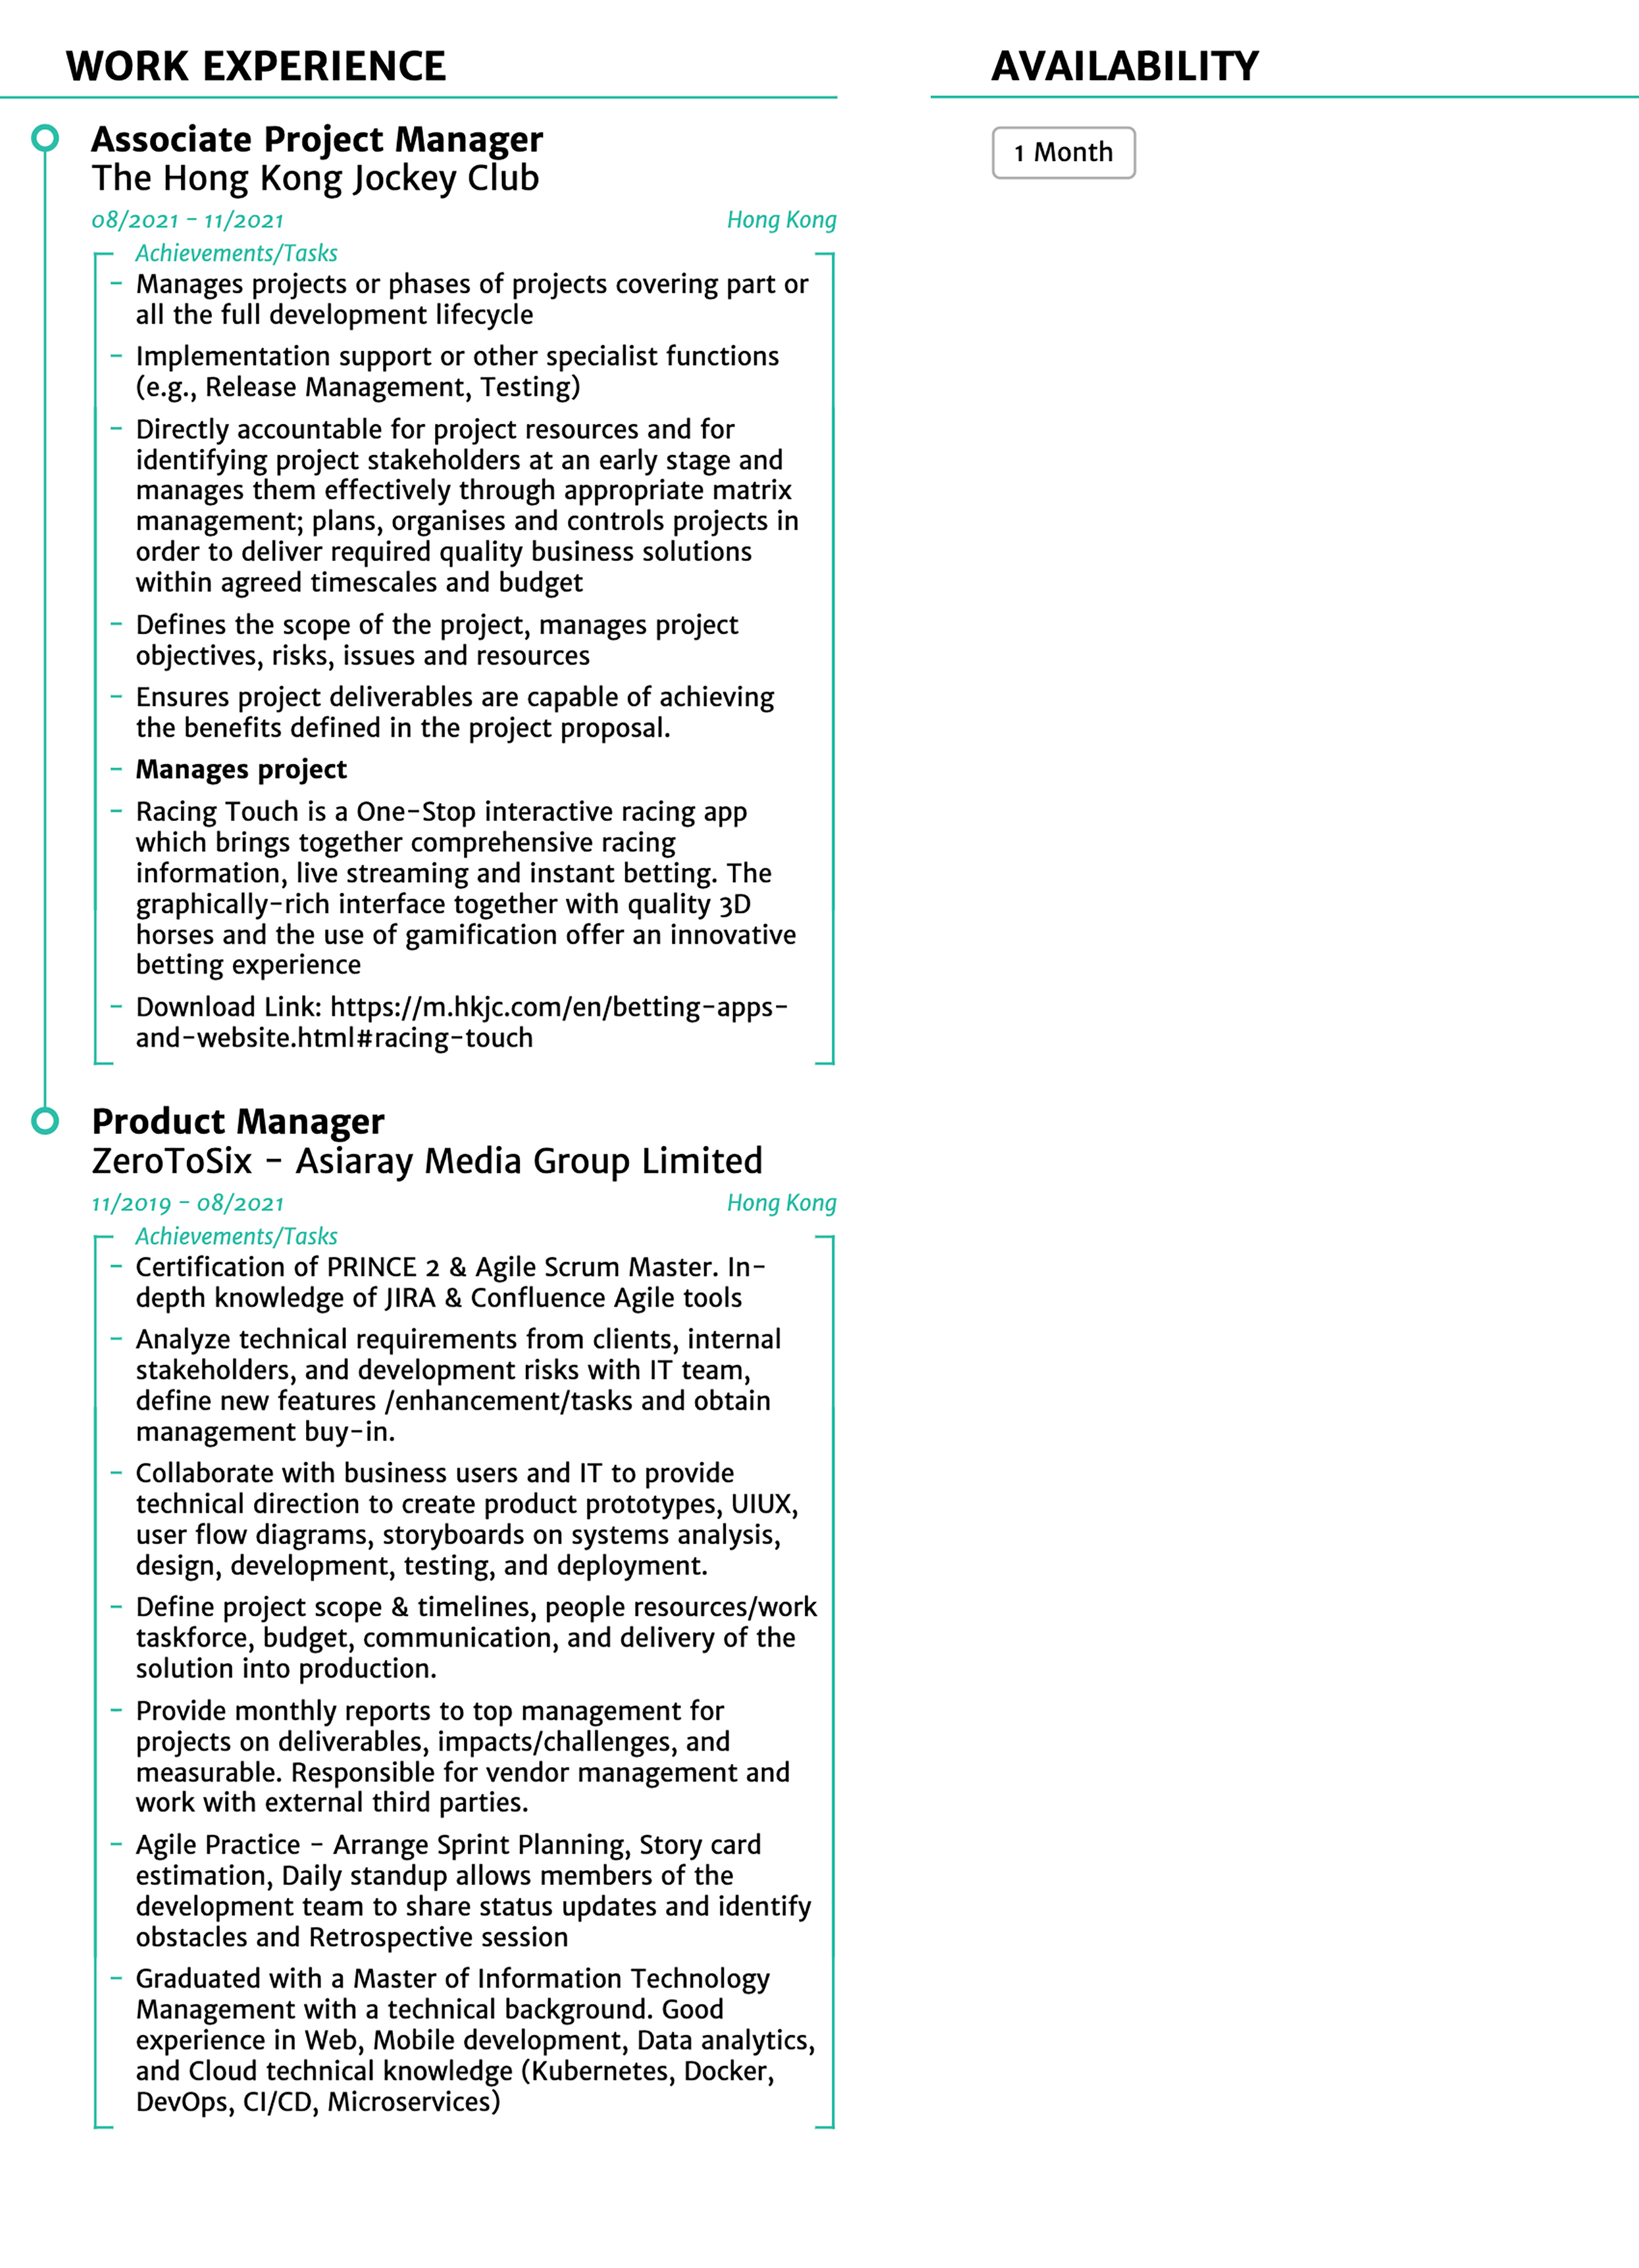 WORK EXPERIENCE
Associate Project Manager
The Hong Kong Jockey Club
08/2021 - 11/2021 Hong Kong
Achievements/Tasks
- Manages projects or phases of projects covering part or
all the full development lifecycle
- Implementation support or other specialist functions
(e.g., Release Management, Testing)
- Directly accountable for project resources and for
identifying project stakeholders at an early stage and
manages them effectively through appropriate matrix
management; plans, organises and controls projects in
order to deliver required quality business solutions
within agreed timescales and budget
- Defines the scope of the project, manages project
objectives, risks, issues and resources
- Ensures project deliverables are capable of achieving
the benefits defined in the project proposal.
- Manages project
- Racing Touch is a One-Stop interactive racing app
which brings together comprehensive racing
information, live streaming and instant betting. The
graphically-rich interface together with quality 3D
horses and the use of gamification offer an innovative
betting experience
- Download Link: https://m.hkjc.com/en/betting-apps-
and-website.html#racing-touch
Product Manager
ZeroToSix - Asiaray Media Group Limited
11/2019 - 08/2021 Hong Kong
Achievements/Tasks
- Certification of PRINCE 2 & Agile Scrum Master. In-
depth knowledge of JIRA & Confluence Agile tools
- Analyze technical requirements from clients, internal
stakeholders, and development risks with IT team,
define new features /enhancement/tasks and obtain
management buy-in.
- Collaborate with business users and IT to provide
technical direction to create product prototypes, UIUX,
user flow diagrams, storyboards on systems analysis,
design, development, testing, and deployment.
- Define project scope & timelines, people resources/work
taskforce, budget, communication, and delivery of the
solution into production.
- Provide monthly reports to top management for
projects on deliverables, impacts/challenges, and
measurable. Responsible for vendor management and
work with external third parties.
- Agile Practice - Arrange Sprint Planning, Story card
estimation, Daily standup allows members of the
development team to share status updates and identify
obstacles and Retrospective session
- Graduated with a Master of Information Technology
Management with a technical background. Good
experience in Web, Mobile development, Data analytics,
and Cloud technical knowledge (Kubernetes, Docker,
DevOps, CI/CD, Microservices)
AVAILABILITY
1 Month